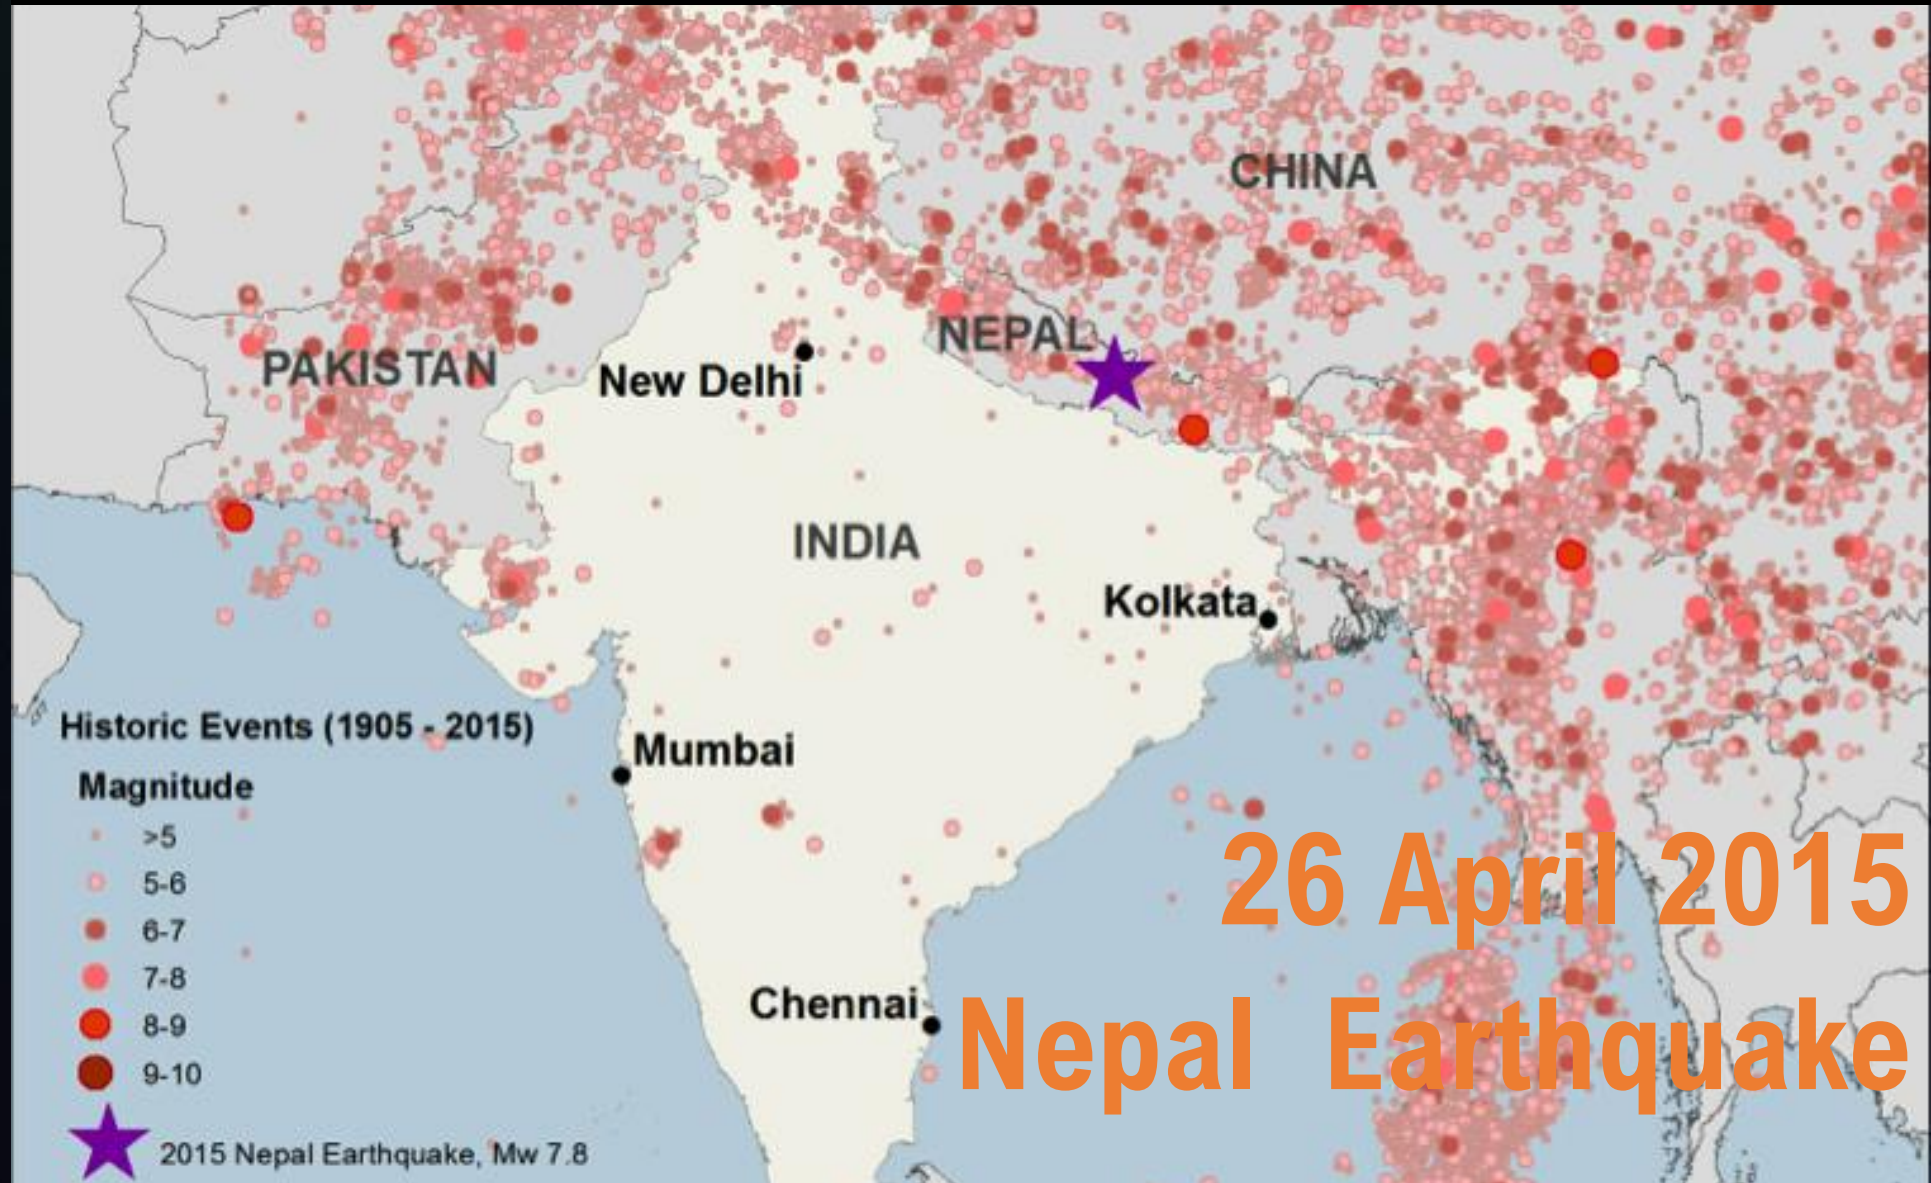 CHINA
NEPAL
PAKISTAN
New Delhi
INDIA
Kolkata
Historic Events (1905 - 2015)
Mumbai
Magnitude
>5
5-6
6-7
7-8
8-9
9-10
2015 Nepal Earthquake, Mw 7.8
Chennai
26 April 2015
Nepal Earthquake